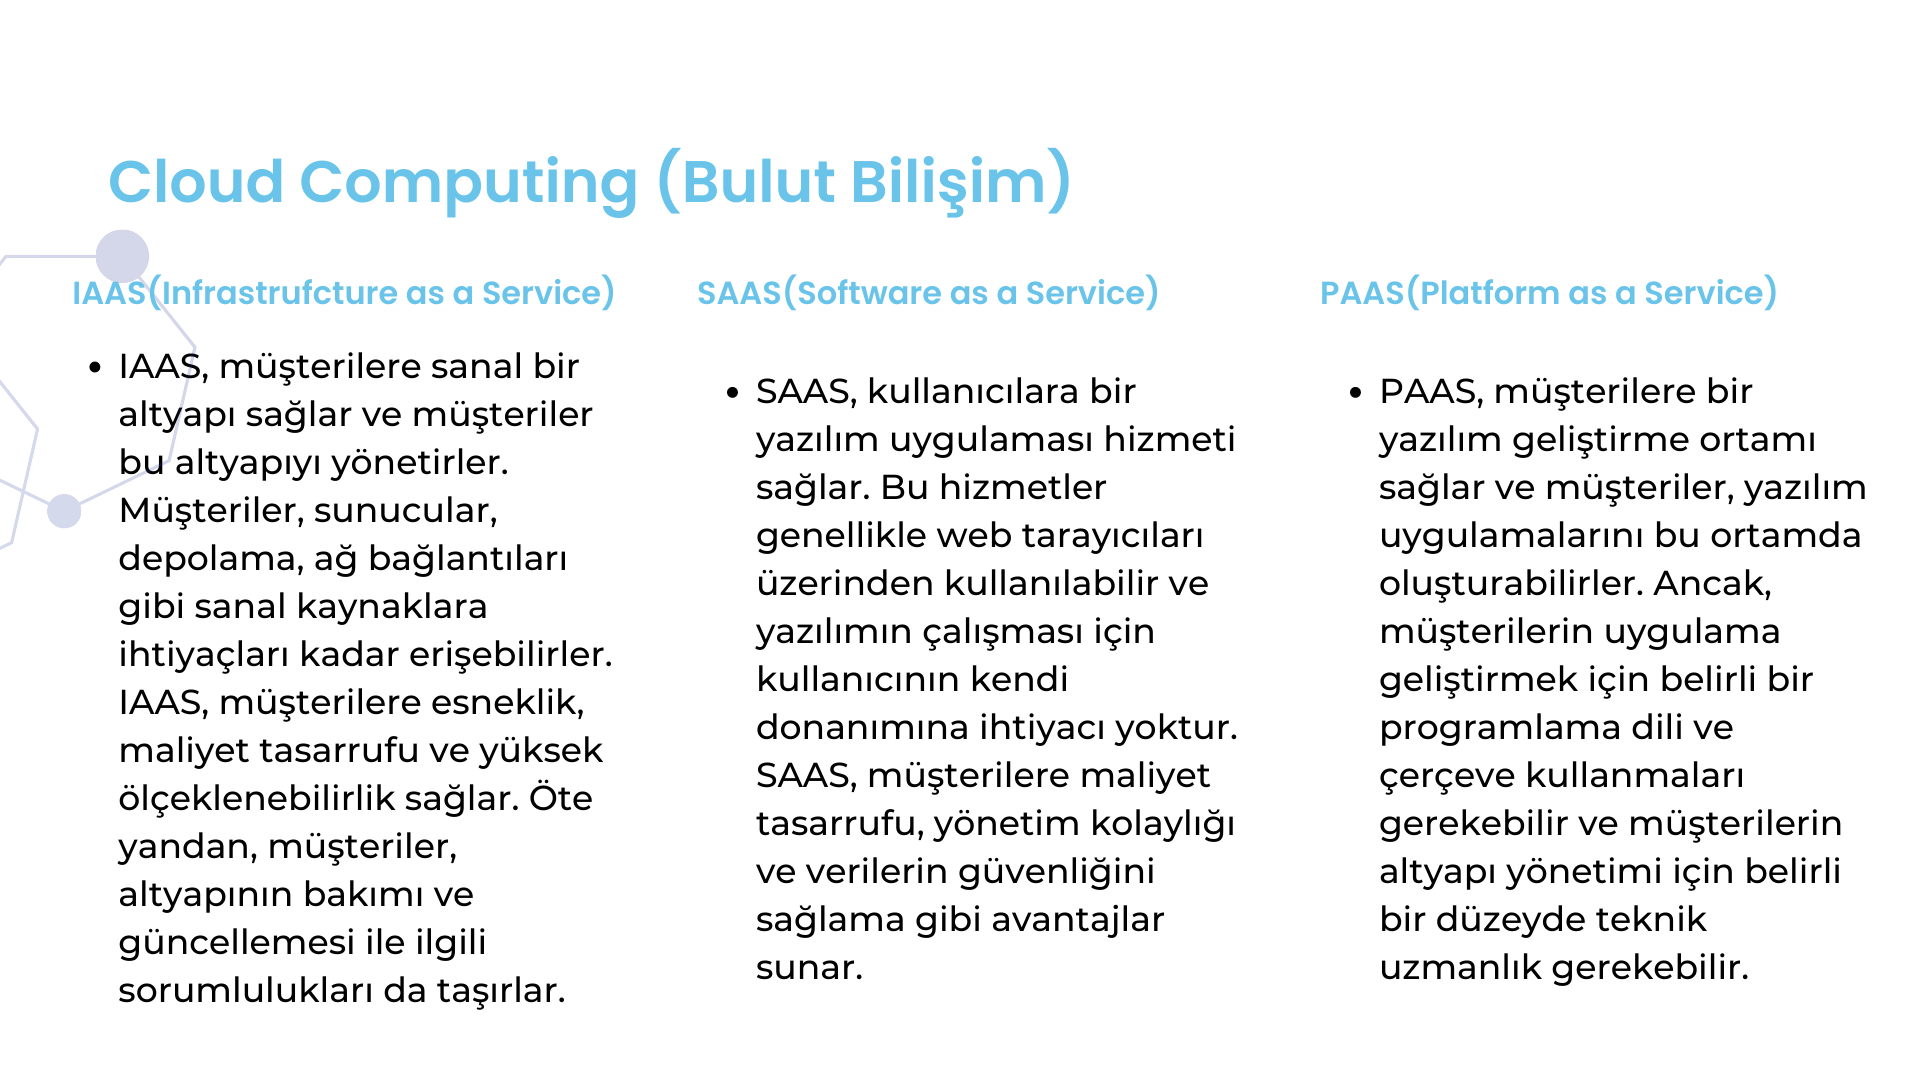 Cloud Computing (Bulut Bilişim)
IAAS(Infrastrufcture as a Service)
• IAAS, müşterilere sanal bir
altyapı sağlar ve müşteriler
bu altyapıyı yönetirler.
Müşteriler, sunucular,
depolama, ağ bağlantıları
gibi sanal kaynaklara
ihtiyaçları kadar erişebilirler.
IAAS, müşterilere esneklik,
maliyet tasarrufu ve yüksek
ölçeklenebilirlik sağlar. Öte
yandan, müşteriler,
altyapının bakımı ve
güncellemesi ile ilgili
sorumlulukları da taşırlar.
SAAS(Software as a Service)
• SAAS, kullanıcılara bir
yazılım uygulaması hizmeti
sağlar. Bu hizmetler
genellikle web tarayıcıları
üzerinden kullanılabilir ve
yazılımın çalışması için
kullanıcının kendi
donanımına ihtiyacı yoktur.
SAAS, müşterilere maliyet
tasarrufu, yönetim kolaylığı
ve verilerin güvenliğini
sağlama gibi avantajlar
sunar.
PAAS(Platform as a Service)
• PAAS, müşterilere bir
yazılım geliştirme ortamı
sağlar ve müşteriler, yazılım
uygulamalarını bu ortamda
oluşturabilirler. Ancak,
müşterilerin uygulama
geliştirmek için belirli bir
programlama dili ve
çerçeve kullanmaları
gerekebilir ve müşterilerin
altyapı yönetimi için belirli
bir düzeyde teknik
uzmanlık gerekebilir.